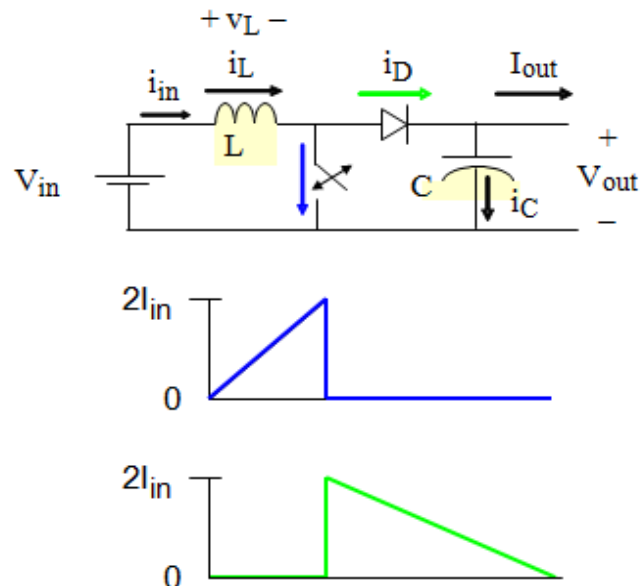 + vL −
iin iL iD Iout
L
+
Vin C Vout
iC
−
2Iin
0
2Iin
0